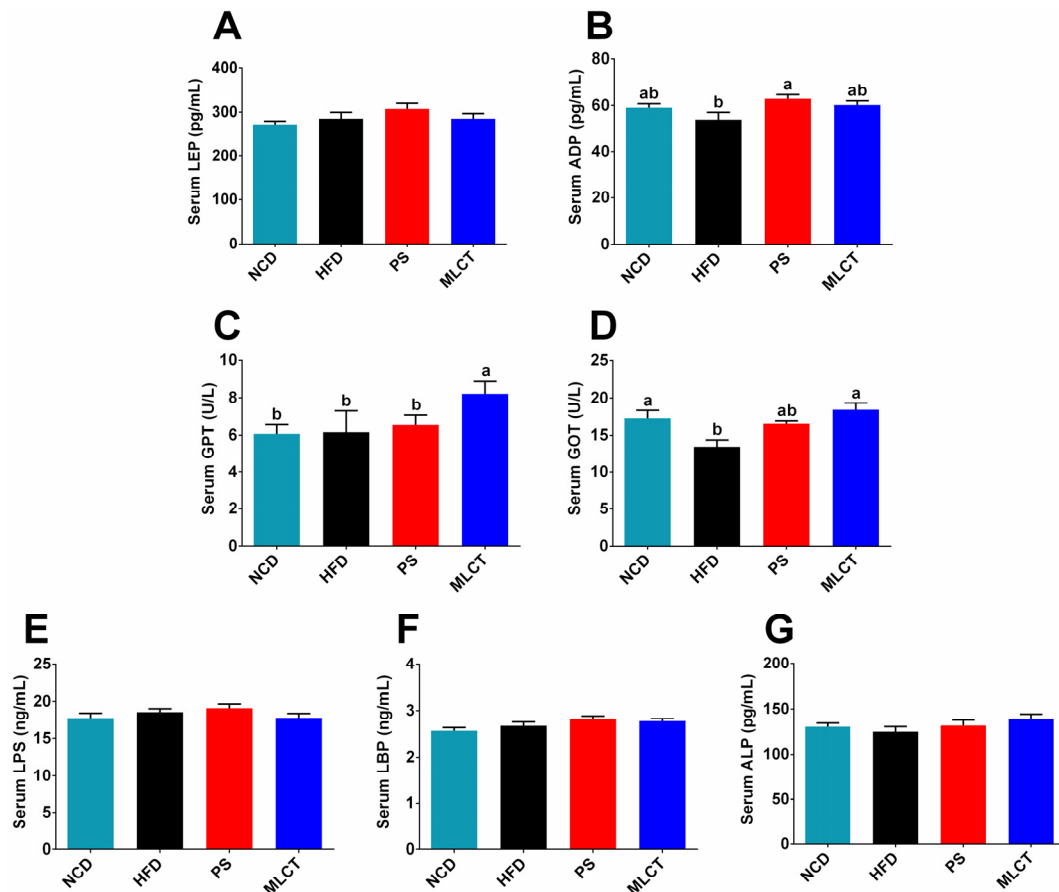 A
Serum LEP (pg/mL)
400
300
200
100
0
NCD
HFD
PS
MLCT
B
Serum ADP (pg/mL)
80
60
40
20
0
ab
b
a
ab
NCD
HFD
PS
MLCT
C
Serum GPT (U/L)
10
8
6
4
2
0
b
b
b
a
NCD
HFD
PS
MLCT
D
Serum GOT (U/L)
25
20
15
10
5
0
a
b
ab
a
NCD
HFD
PS
MLCT
E
Serum LPS (ng/mL)
25
20
15
10
5
0
NCD
HFD
PS
MLCT
F
Serum LBP (ng/mL)
4
3
2
1
0
NCD
HFD
PS
MLCT
G
Serum ALP (pg/mL)
200
150
100
50
0
NCD
HFD
PS
MLCT